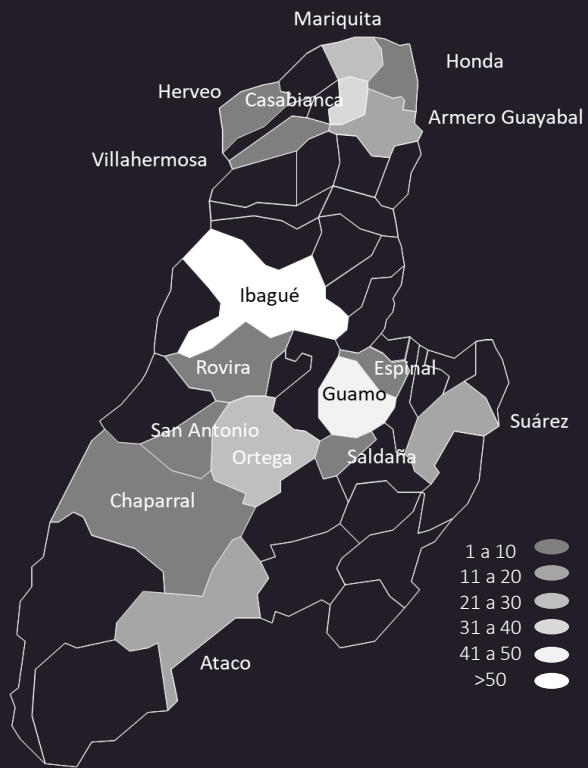 Mariquita
Honda
Herveo
Casabianca
Armero Guayabal
Villahermosa
Ibagué
Rovira
Espinal
Guamo
Suárez
San Antonio
Ortega
Saldaña
Chaparral
Ataco
1 a 10
11 a 20
21 a 30
31 a 40
41 a 50
>50